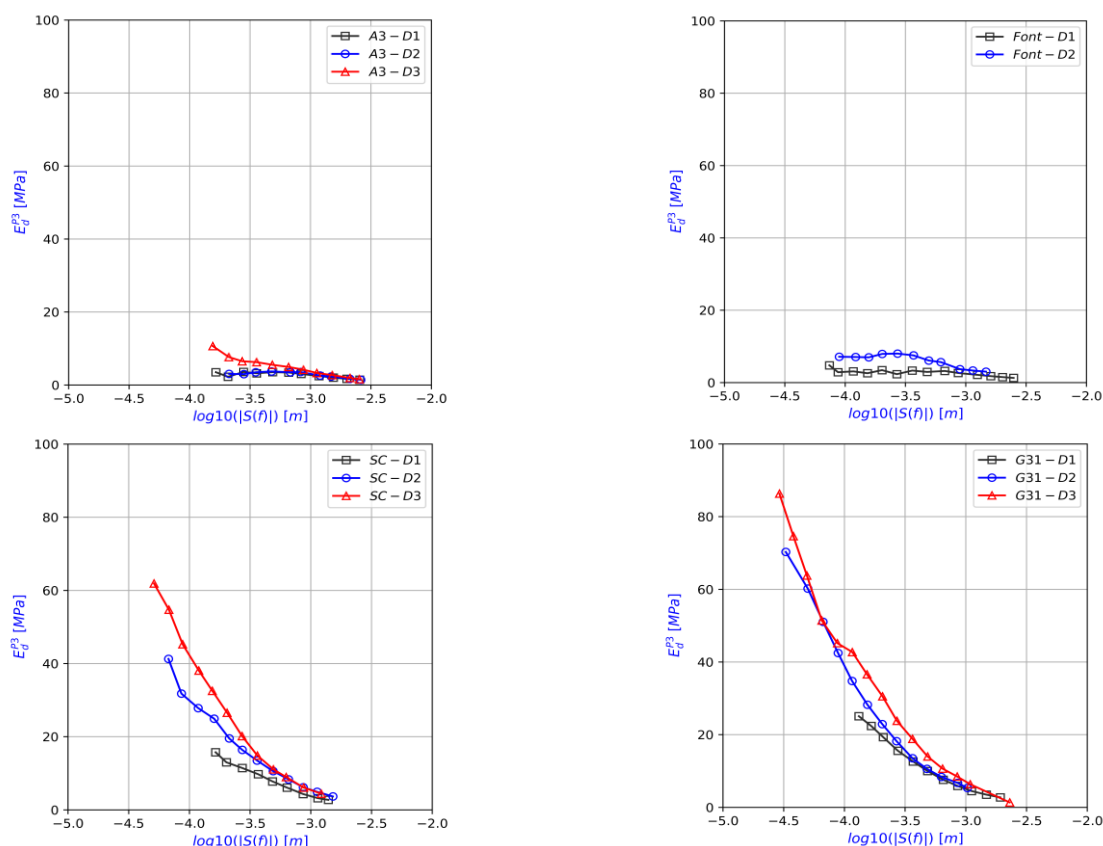 100
80
60
40
20
0
E_d^{P3} [MPa]
−5.0 −4.5 −4.0 −3.5 −3.0 −2.5 −2.0
log10(|S(f)|) [m]
A3 − D1
A3 − D2
A3 − D3
100
80
60
40
20
0
E_d^{P3} [MPa]
−5.0 −4.5 −4.0 −3.5 −3.0 −2.5 −2.0
log10(|S(f)|) [m]
Font − D1
Font − D2
100
80
60
40
20
0
E_d^{P3} [MPa]
−5.0 −4.5 −4.0 −3.5 −3.0 −2.5 −2.0
log10(|S(f)|) [m]
SC − D1
SC − D2
SC − D3
100
80
60
40
20
0
E_d^{P3} [MPa]
−5.0 −4.5 −4.0 −3.5 −3.0 −2.5 −2.0
log10(|S(f)|) [m]
G31 − D1
G31 − D2
G31 − D3